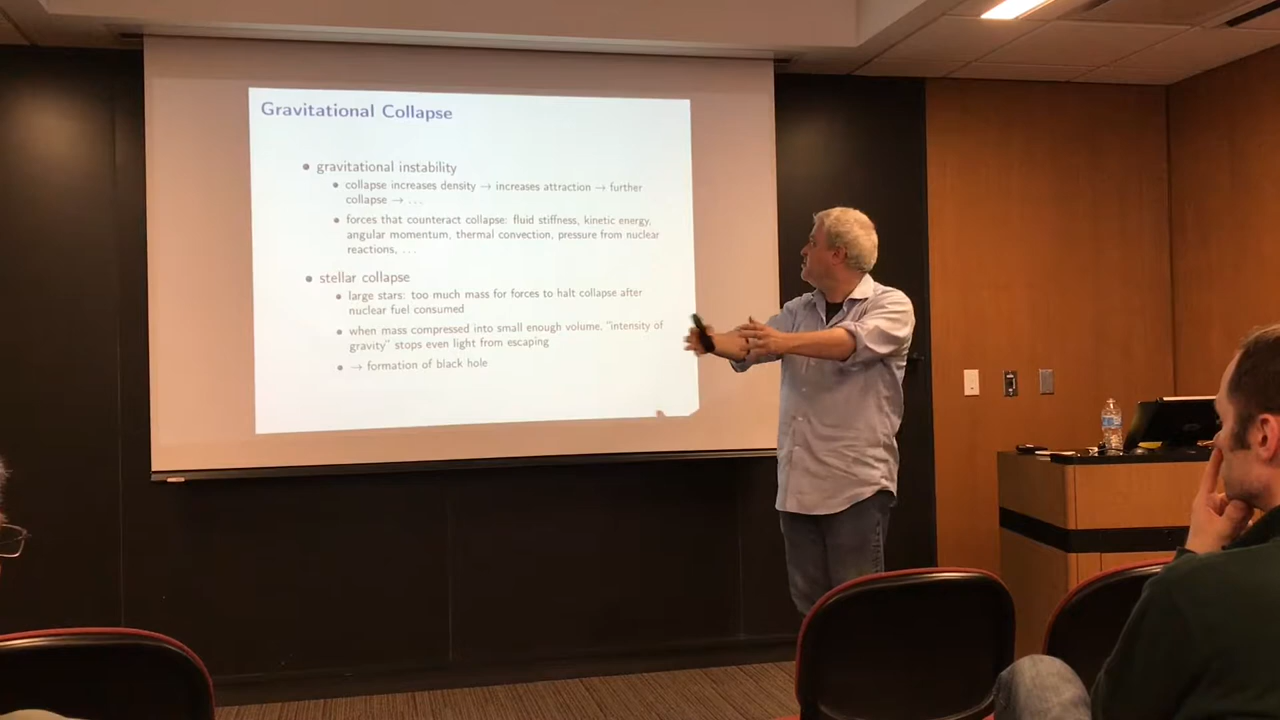 Gravitational Collapse
• gravitational instability
• collapse increases density → increases attraction → further
collapse → ...
• forces that counteract collapse: fluid stiffness, kinetic energy,
angular momentum, thermal convection, pressure from nuclear
reactions, ...
• stellar collapse
• large stars: too much mass for forces to halt collapse after
nuclear fuel consumed
• when mass compressed into small enough volume, "intensity of
gravity" stops even light from escaping
• → formation of black hole